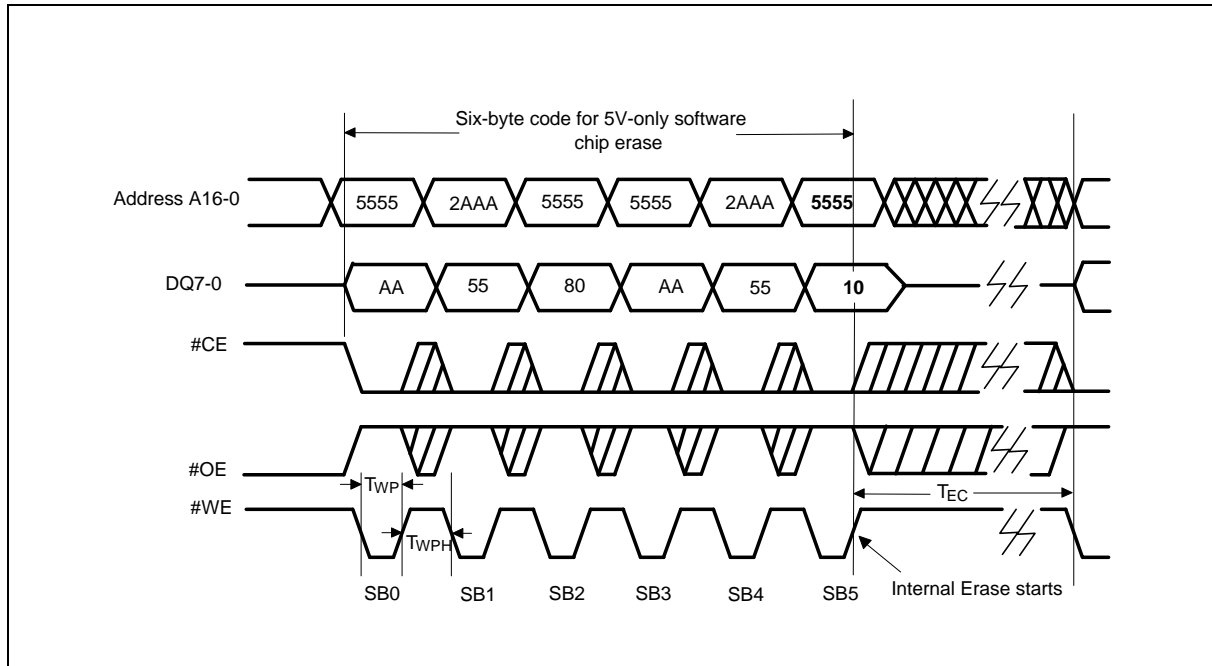 Six-byte code for 5V-only software
chip erase
Address A16-0
5555 2AAA 5555 5555 2AAA 5555
DQ7-0
AA 55 80 AA 55 10
#CE
#OE
TWP
TEC
#WE
TWPH
SB0 SB1 SB2 SB3 SB4 SB5
Internal Erase starts